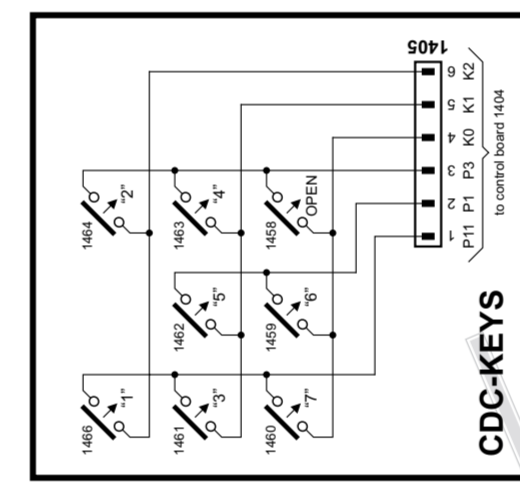 1405
6 K2
5 K1
4 K0
3 P3
2 P1
1 P11
to control board 1404
1464 "2"
1463 "4"
1458 OPEN
1462 "5"
1459 "6"
1466 "1"
1461 "3"
1460 "7"
CDC-KEYS